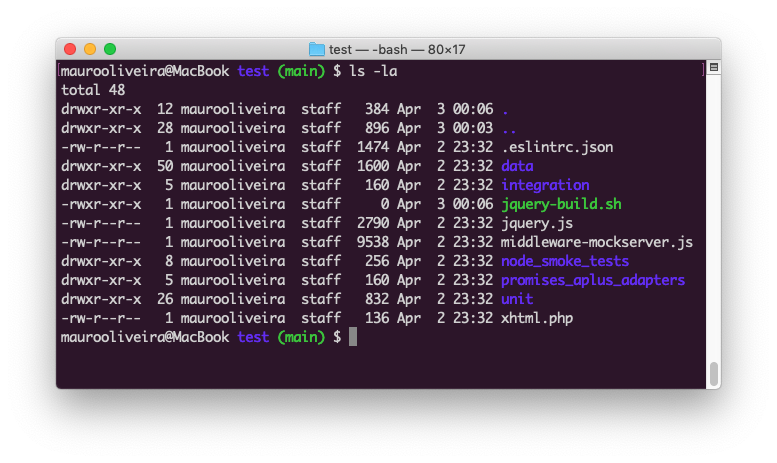 test — -bash — 80×17
maurooliveira@MacBook test (main) $ ls -la
total 48
drwxr-xr-x  12 maurooliveira  staff   384 Apr  3 00:06 .
drwxr-xr-x  28 maurooliveira  staff   896 Apr  3 00:03 ..
-rw-r--r--   1 maurooliveira  staff  1474 Apr  2 23:32 .eslintrc.json
drwxr-xr-x  50 maurooliveira  staff  1600 Apr  2 23:32 data
drwxr-xr-x   5 maurooliveira  staff   160 Apr  2 23:32 integration
-rwxr-xr-x   1 maurooliveira  staff     0 Apr  3 00:06 jquery-build.sh
-rw-r--r--   1 maurooliveira  staff  2790 Apr  2 23:32 jquery.js
-rw-r--r--   1 maurooliveira  staff  9538 Apr  2 23:32 middleware-mockserver.js
drwxr-xr-x   8 maurooliveira  staff   256 Apr  2 23:32 node_smoke_tests
drwxr-xr-x   5 maurooliveira  staff   160 Apr  2 23:32 promises_aplus_adapters
drwxr-xr-x  26 maurooliveira  staff   832 Apr  2 23:32 unit
-rw-r--r--   1 maurooliveira  staff   136 Apr  2 23:32 xhtml.php
maurooliveira@MacBook test (main) $